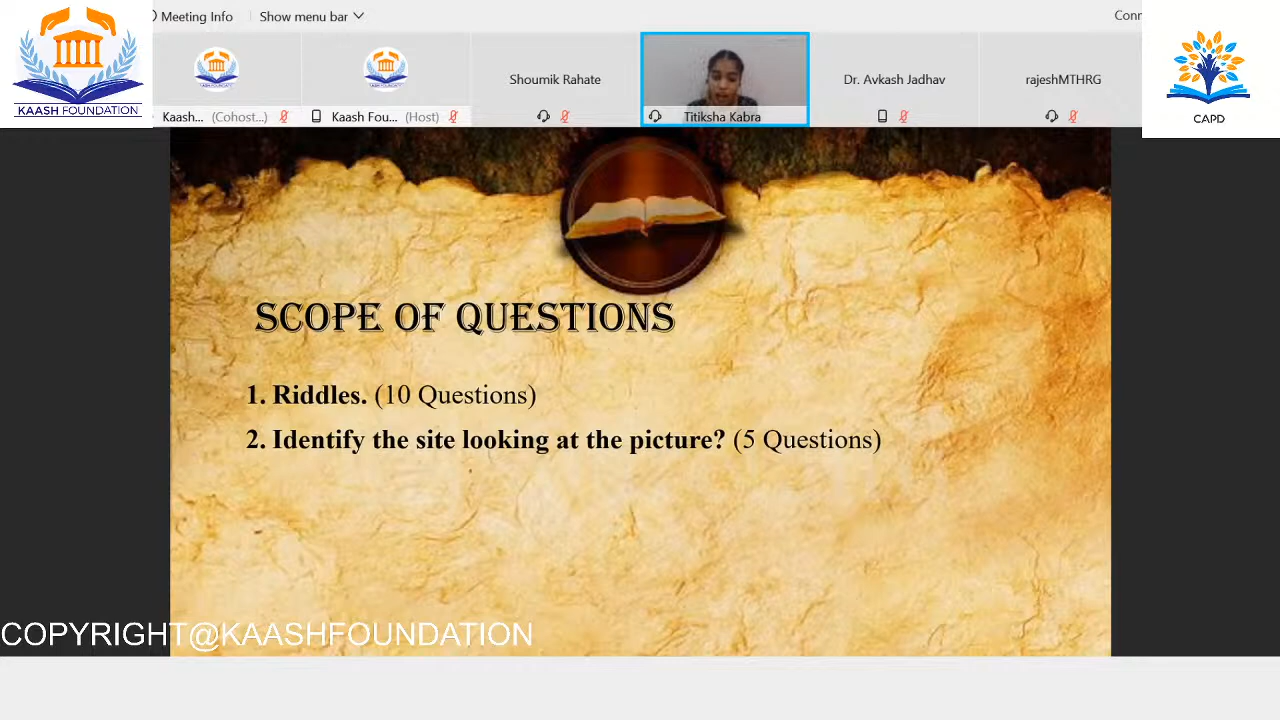 Meeting Info
Show menu bar
KAASH FOUNDATION
Kaash... (Cohost...)
Kaash Fou... (Host)
Shoumik Rahate
Titiksha Kabra
Dr. Avkash Jadhav
rajeshMTHRG
CAPD
SCOPE OF QUESTIONS
1. Riddles. (10 Questions)
2. Identify the site looking at the picture? (5 Questions)
COPYRIGHT@KAASHFOUNDATION